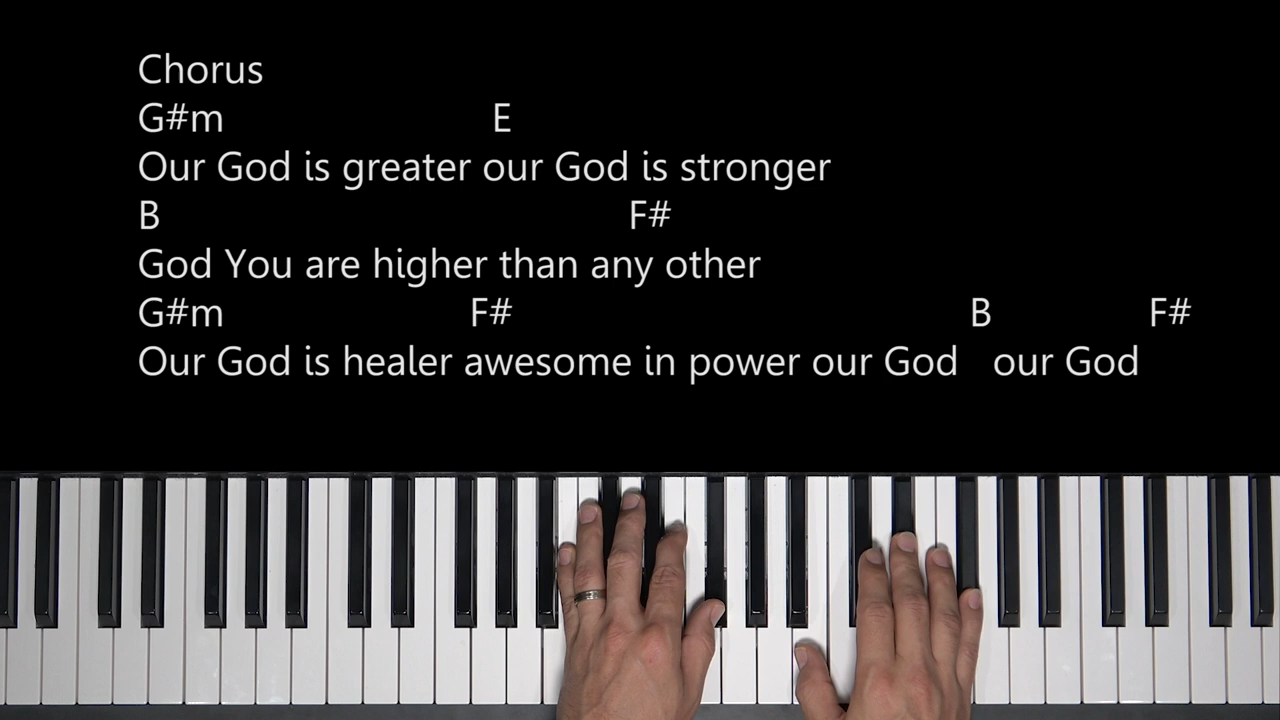 Chorus
G#m E
Our God is greater our God is stronger
B F#
God You are higher than any other
G#m F# B F#
Our God is healer awesome in power our God our God